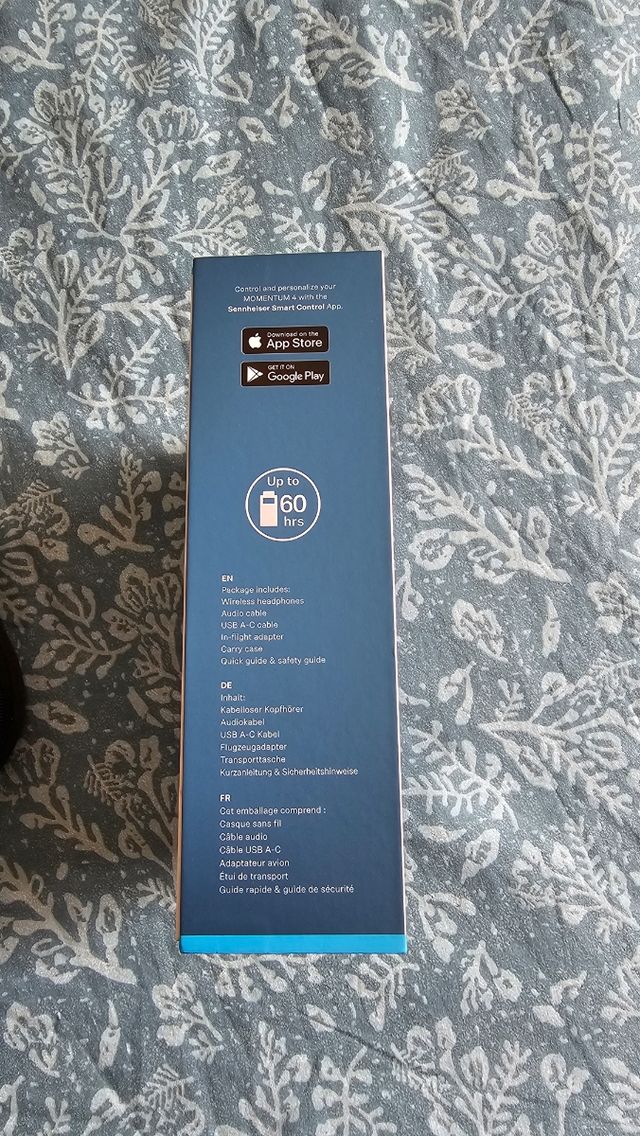 Control and personalize your
MOMENTUM 4 with the
Sennheiser Smart Control App.
Download on the
App Store
GET IT ON
Google Play
Up to
60
hrs
EN
Package includes:
Wireless headphones
Audio cable
USB A-C cable
In-flight adapter
Carry case
Quick guide & safety guide
DE
Inhalt:
Kabelloser Kopfhörer
Audiokabel
USB A-C Kabel
Flugzeugadapter
Transporttasche
Kurzanleitung & Sicherheitshinweise
FR
Cet emballage comprend :
Casque sans fil
Câble audio
Câble USB A-C
Adaptateur avion
Étui de transport
Guide rapide & guide de sécurité